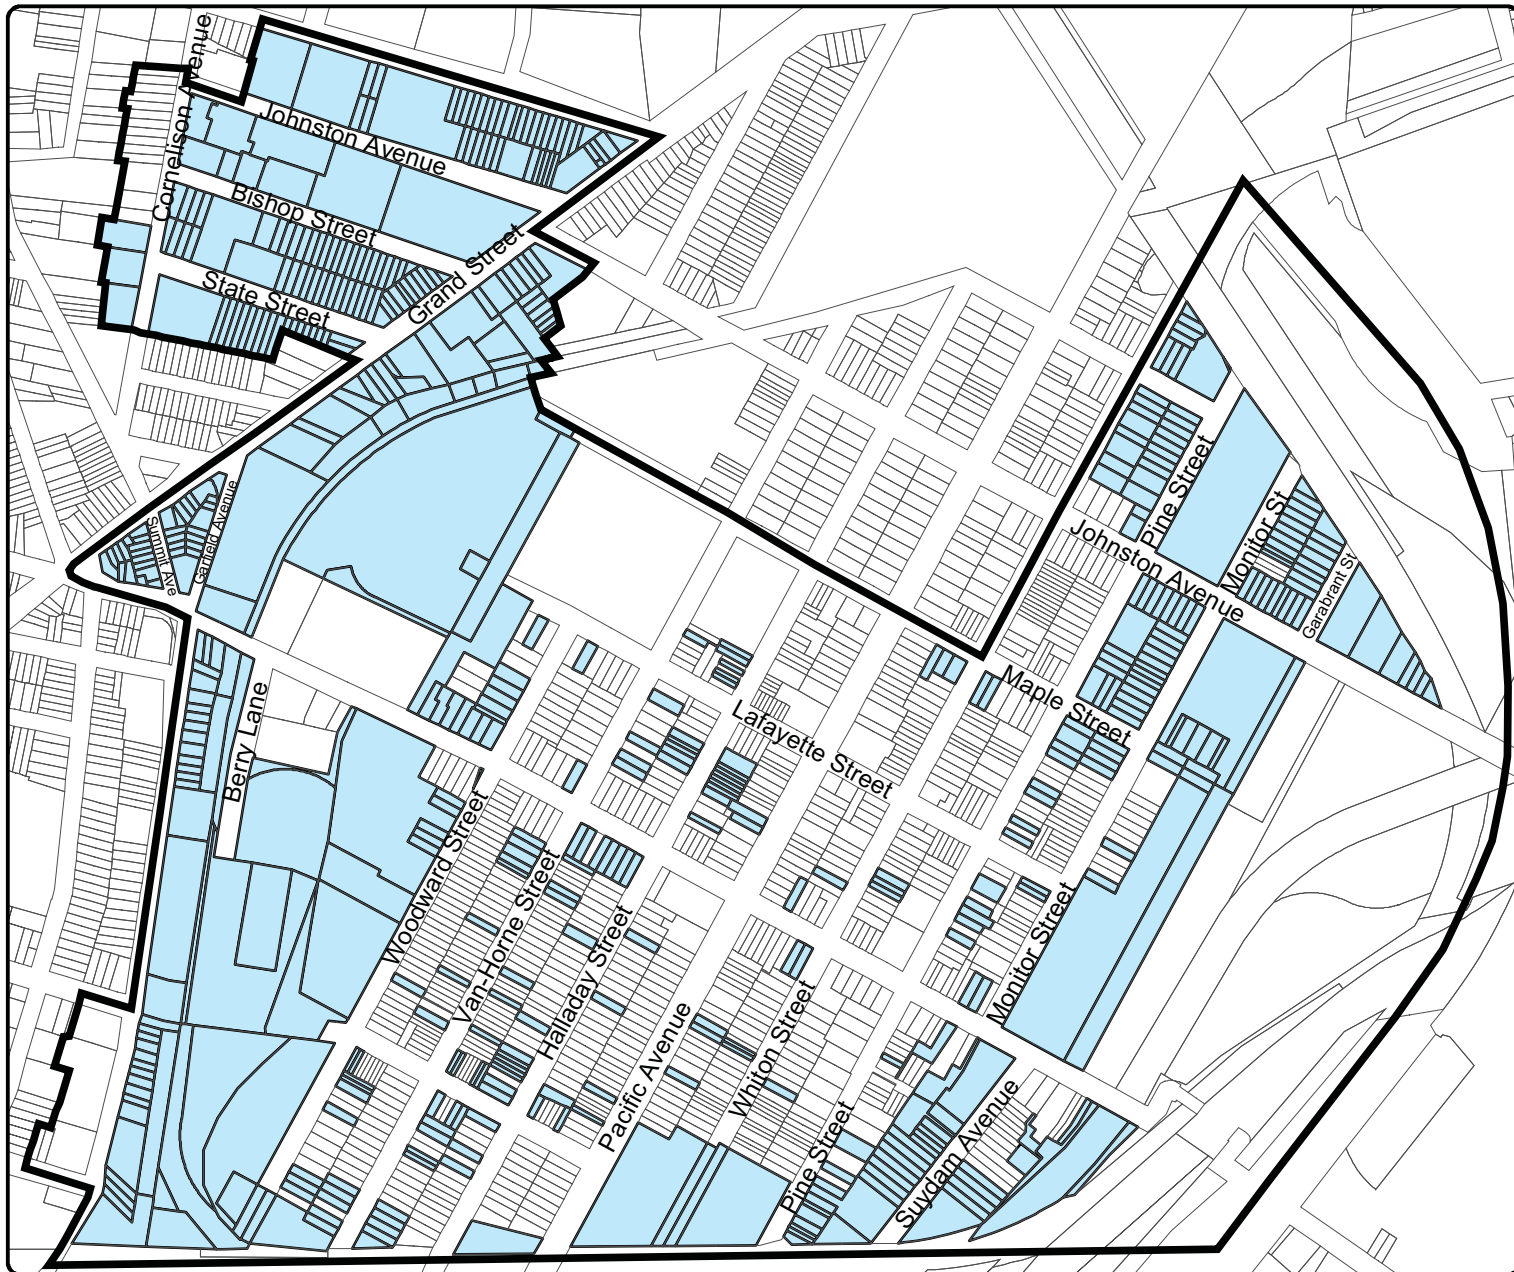 Cornelison Avenue
Johnston Avenue
Bishop Street
State Street
Grand Street
Summit Ave
Garfield Avenue
Pine Street
Monitor St
Johnston Avenue
Garabrant St
Berry Lane
Maple Street
Lafayette Street
Woodward Street
Van-Horne Street
Halladay Street
Monitor Street
Pacific Avenue
Whiton Street
Pine Street
Suydam Avenue